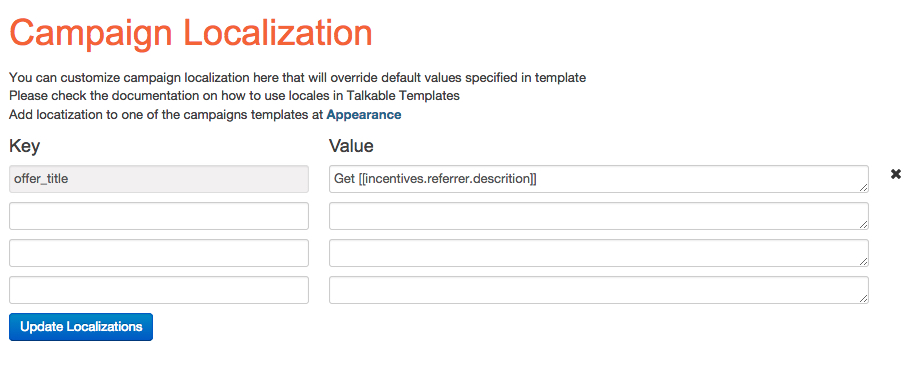 Campaign Localization
You can customize campaign localization here that will override default values specified in template
Please check the documentation on how to use locales in Talkable Templates
Add locatization to one of the campaigns templates at Appearance
Key Value
offer_title Get [[incentives.referrer.descrition]]
Update Localizations